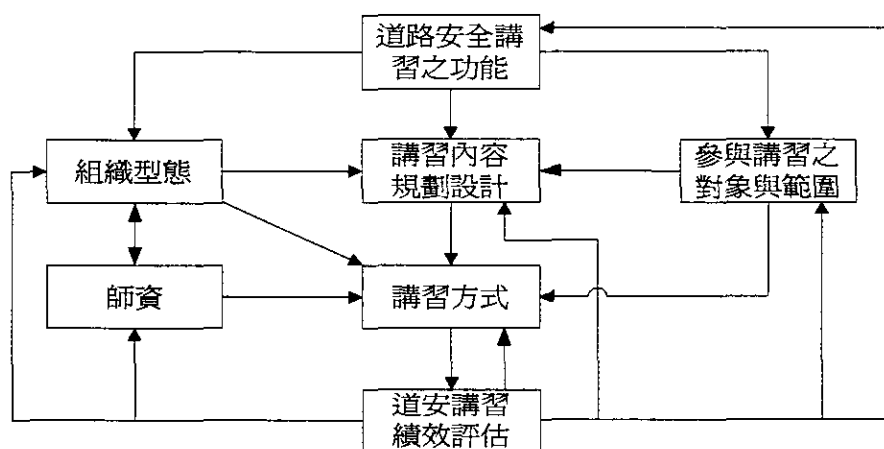 道路安全講
習之功能
組織型態
講習內容
規劃設計
參與講習之
對象與範圍
師資
講習方式
道安講習
績效評估